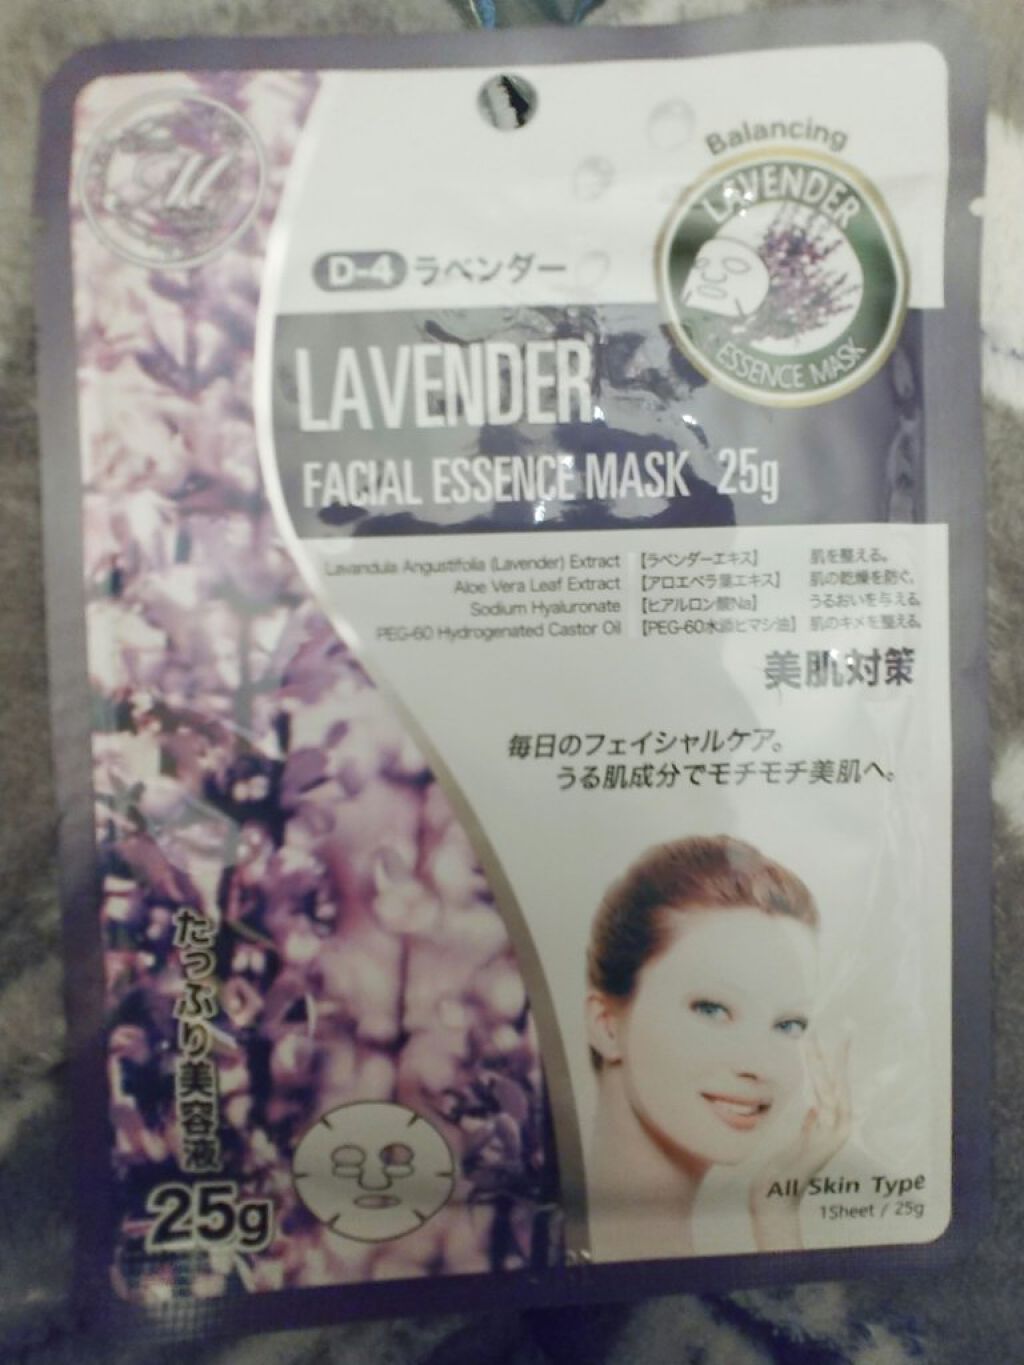 Balancing
LAVENDER
ESSENCE MASK
D-4 ラベンダー
LAVENDER
FACIAL ESSENCE MASK 25g
Lavandula Angustifolia (Lavender) Extract 【ラベンダーエキス】 肌を整える。
Aloe Vera Leaf Extract 【アロエベラ葉エキス】 肌の乾燥を防ぐ。
Sodium Hyaluronate 【ヒアルロン酸Na】 うるおいを与える。
PEG-60 Hydrogenated Castor Oil 【PEG-60水添ヒマシ油】 肌のキメを整える。
美肌対策
毎日のフェイシャルケア。
うる肌成分でモチモチ美肌へ。
たっぷり美容液
25g
All Skin Type
1Sheet / 25g